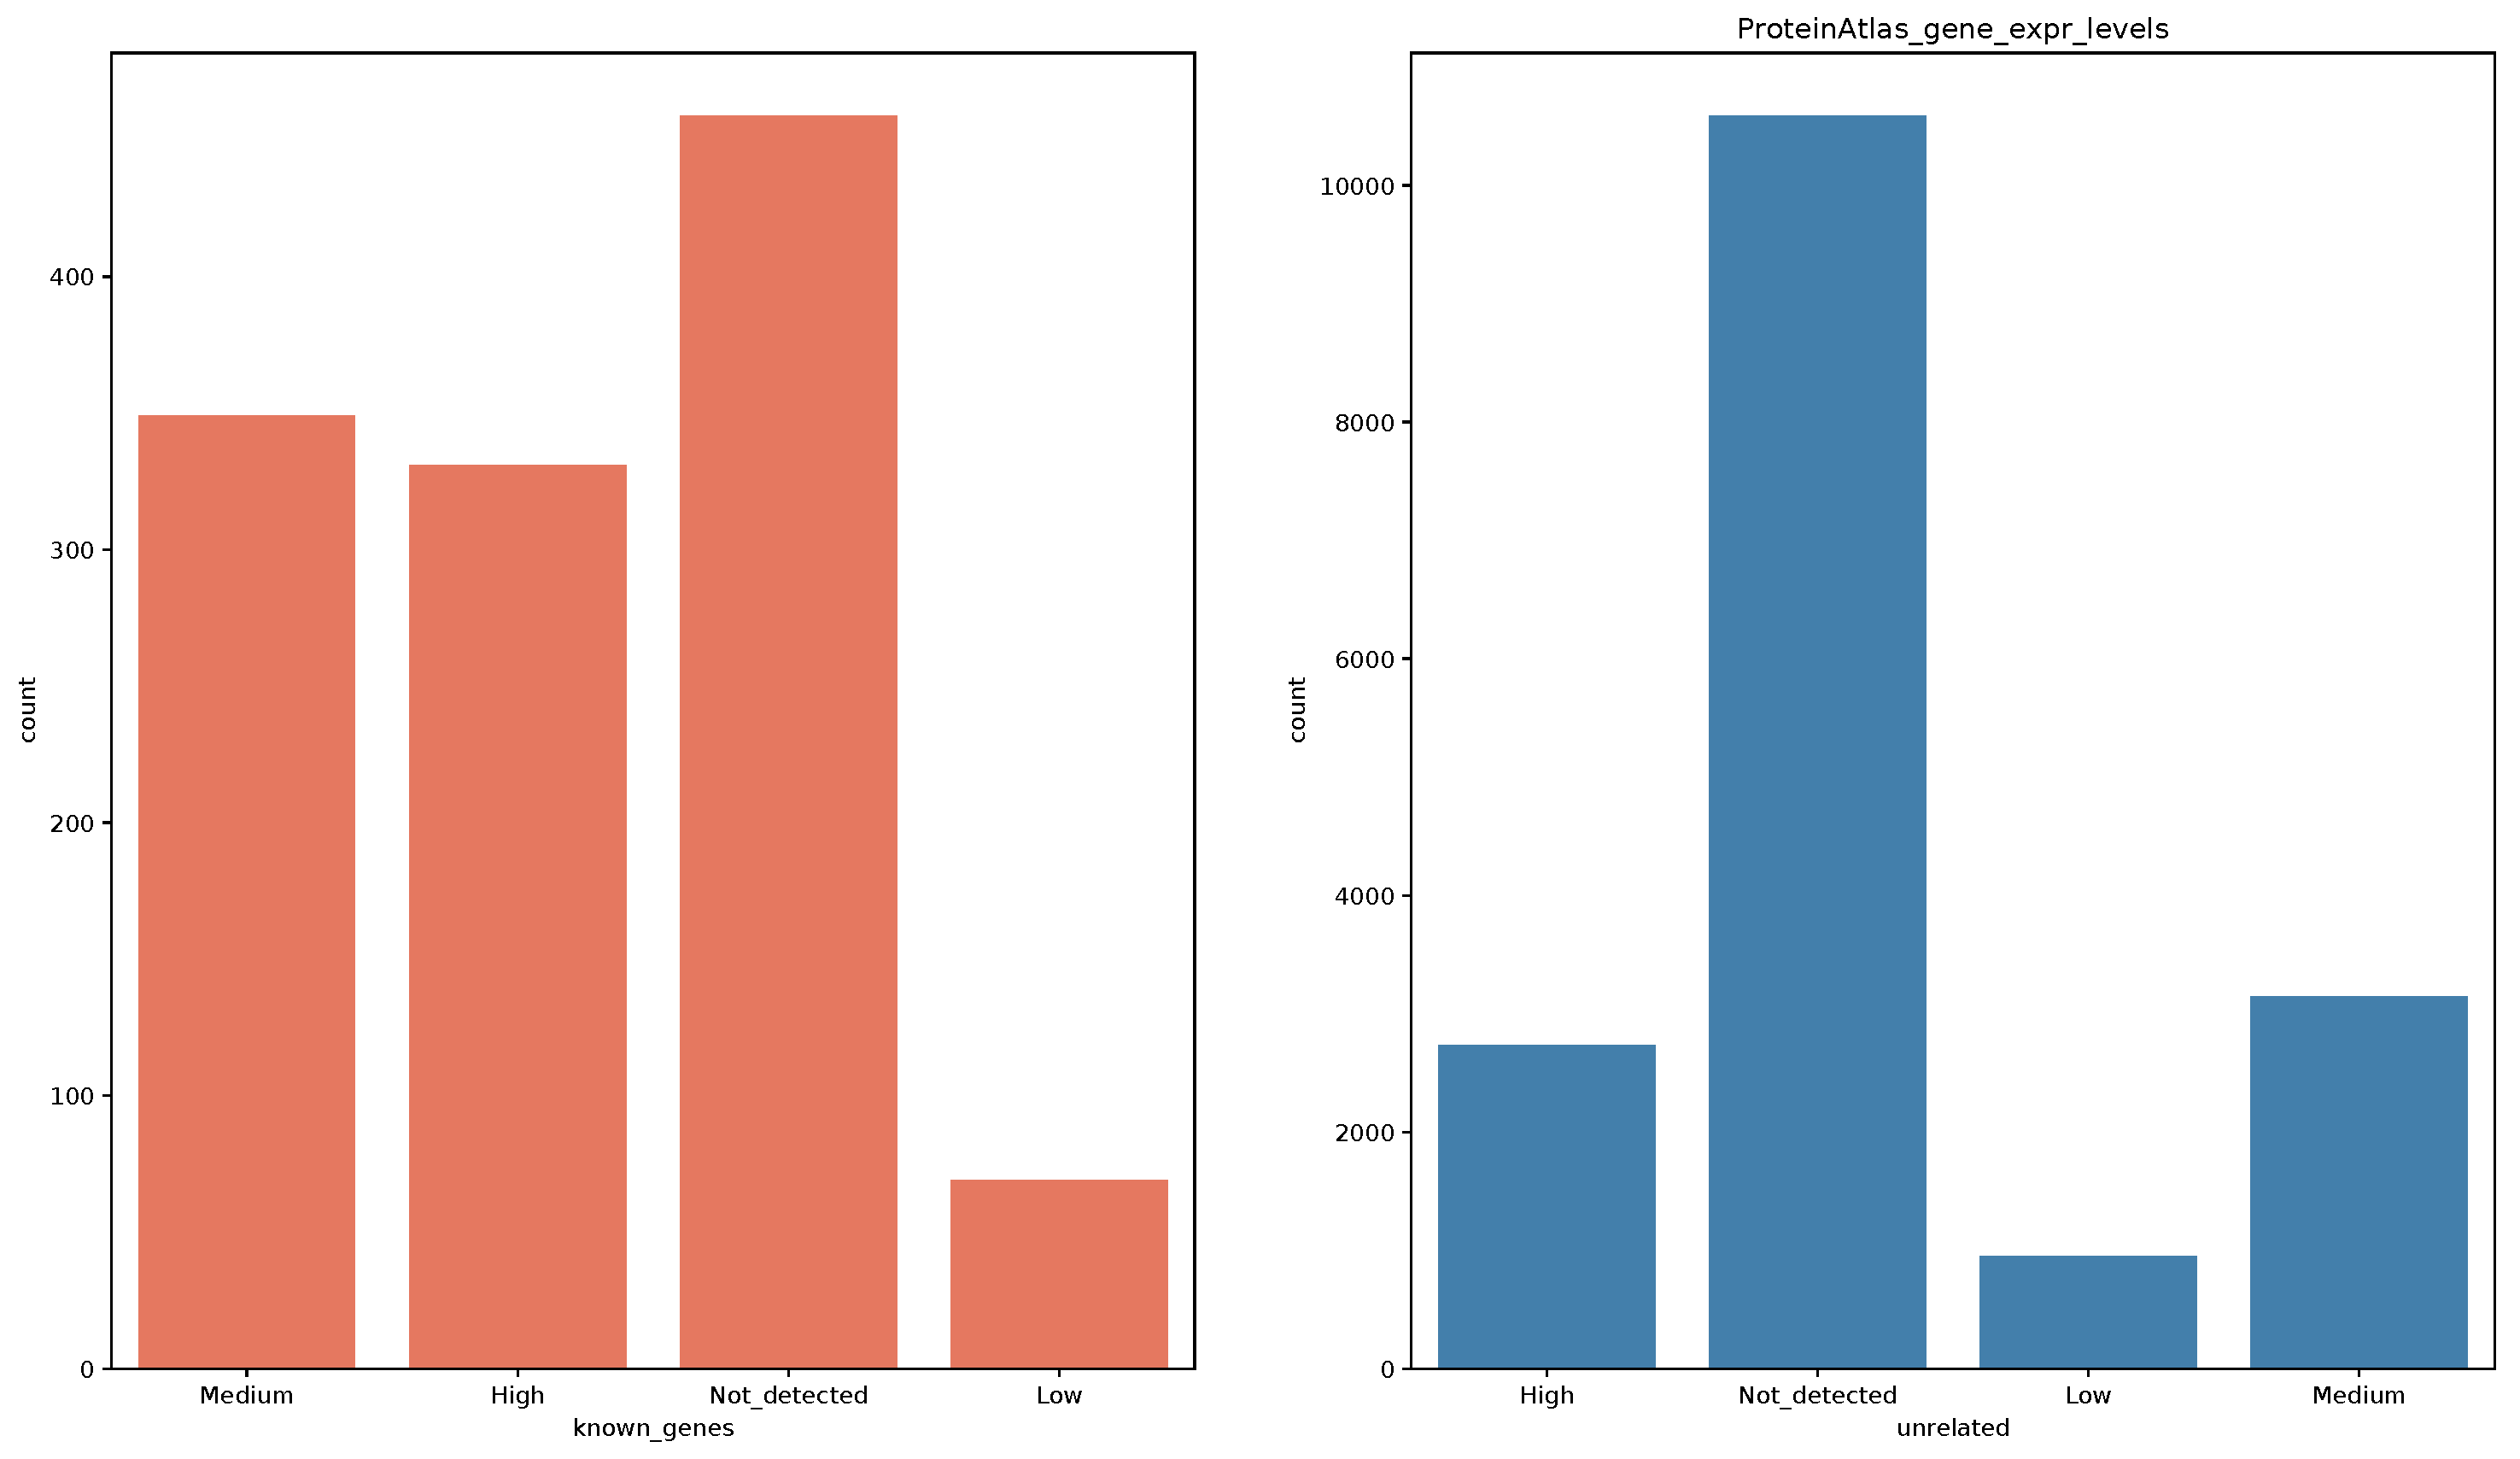 ProteinAtlas_gene_expr_levels
count
400
300
200
100
0
Medium
High
Not_detected
Low
known_genes
count
10000
8000
6000
4000
2000
0
High
Not_detected
Low
Medium
unrelated